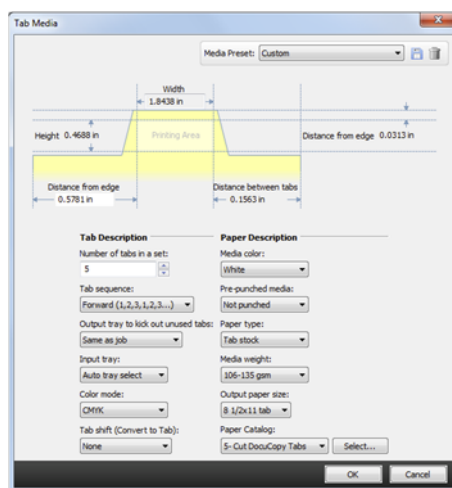 Tab Media
Media Preset: Custom
Width
1.8438 in
Height 0.4688 in
Printing Area
Distance from edge 0.0313 in
Distance from edge
0.5781 in
Distance between tabs
0.1563 in
Tab Description
Number of tabs in a set:
5
Tab sequence:
Forward (1,2,3,1,2,3...)
Output tray to kick out unused tabs:
Same as job
Input tray:
Auto tray select
Color mode:
CMYK
Tab shift (Convert to Tab):
None
Paper Description
Media color:
White
Pre-punched media:
Not punched
Paper type:
Tab stock
Media weight:
106-135 gsm
Output paper size:
8 1/2x11 tab
Paper Catalog:
5- Cut DocuCopy Tabs
Select...
OK
Cancel